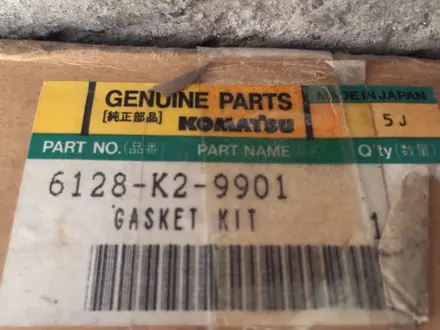 GENUINE PARTS MADE IN JAPAN
[純正部品] KOMATSU 5J
PART NO. (品番) PART NAME Q'ty (数量)
6128-K2-9901
GASKET KIT 1